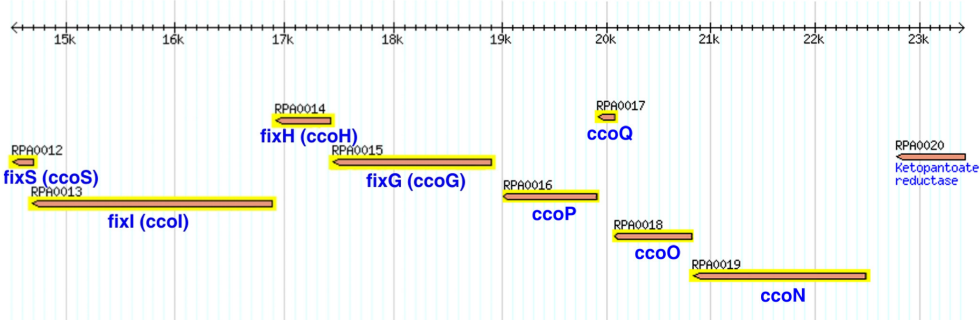 15k 16k 17k 18k 19k 20k 21k 22k 23k
RPA0014
fixH (ccoH)
RPA0017
ccoQ
RPA0012
fixS (ccoS)
RPA0015
fixG (ccoG)
RPA0020
Ketopantoate
reductase
RPA0013
fixI (ccoI)
RPA0016
ccoP
RPA0018
ccoO
RPA0019
ccoN